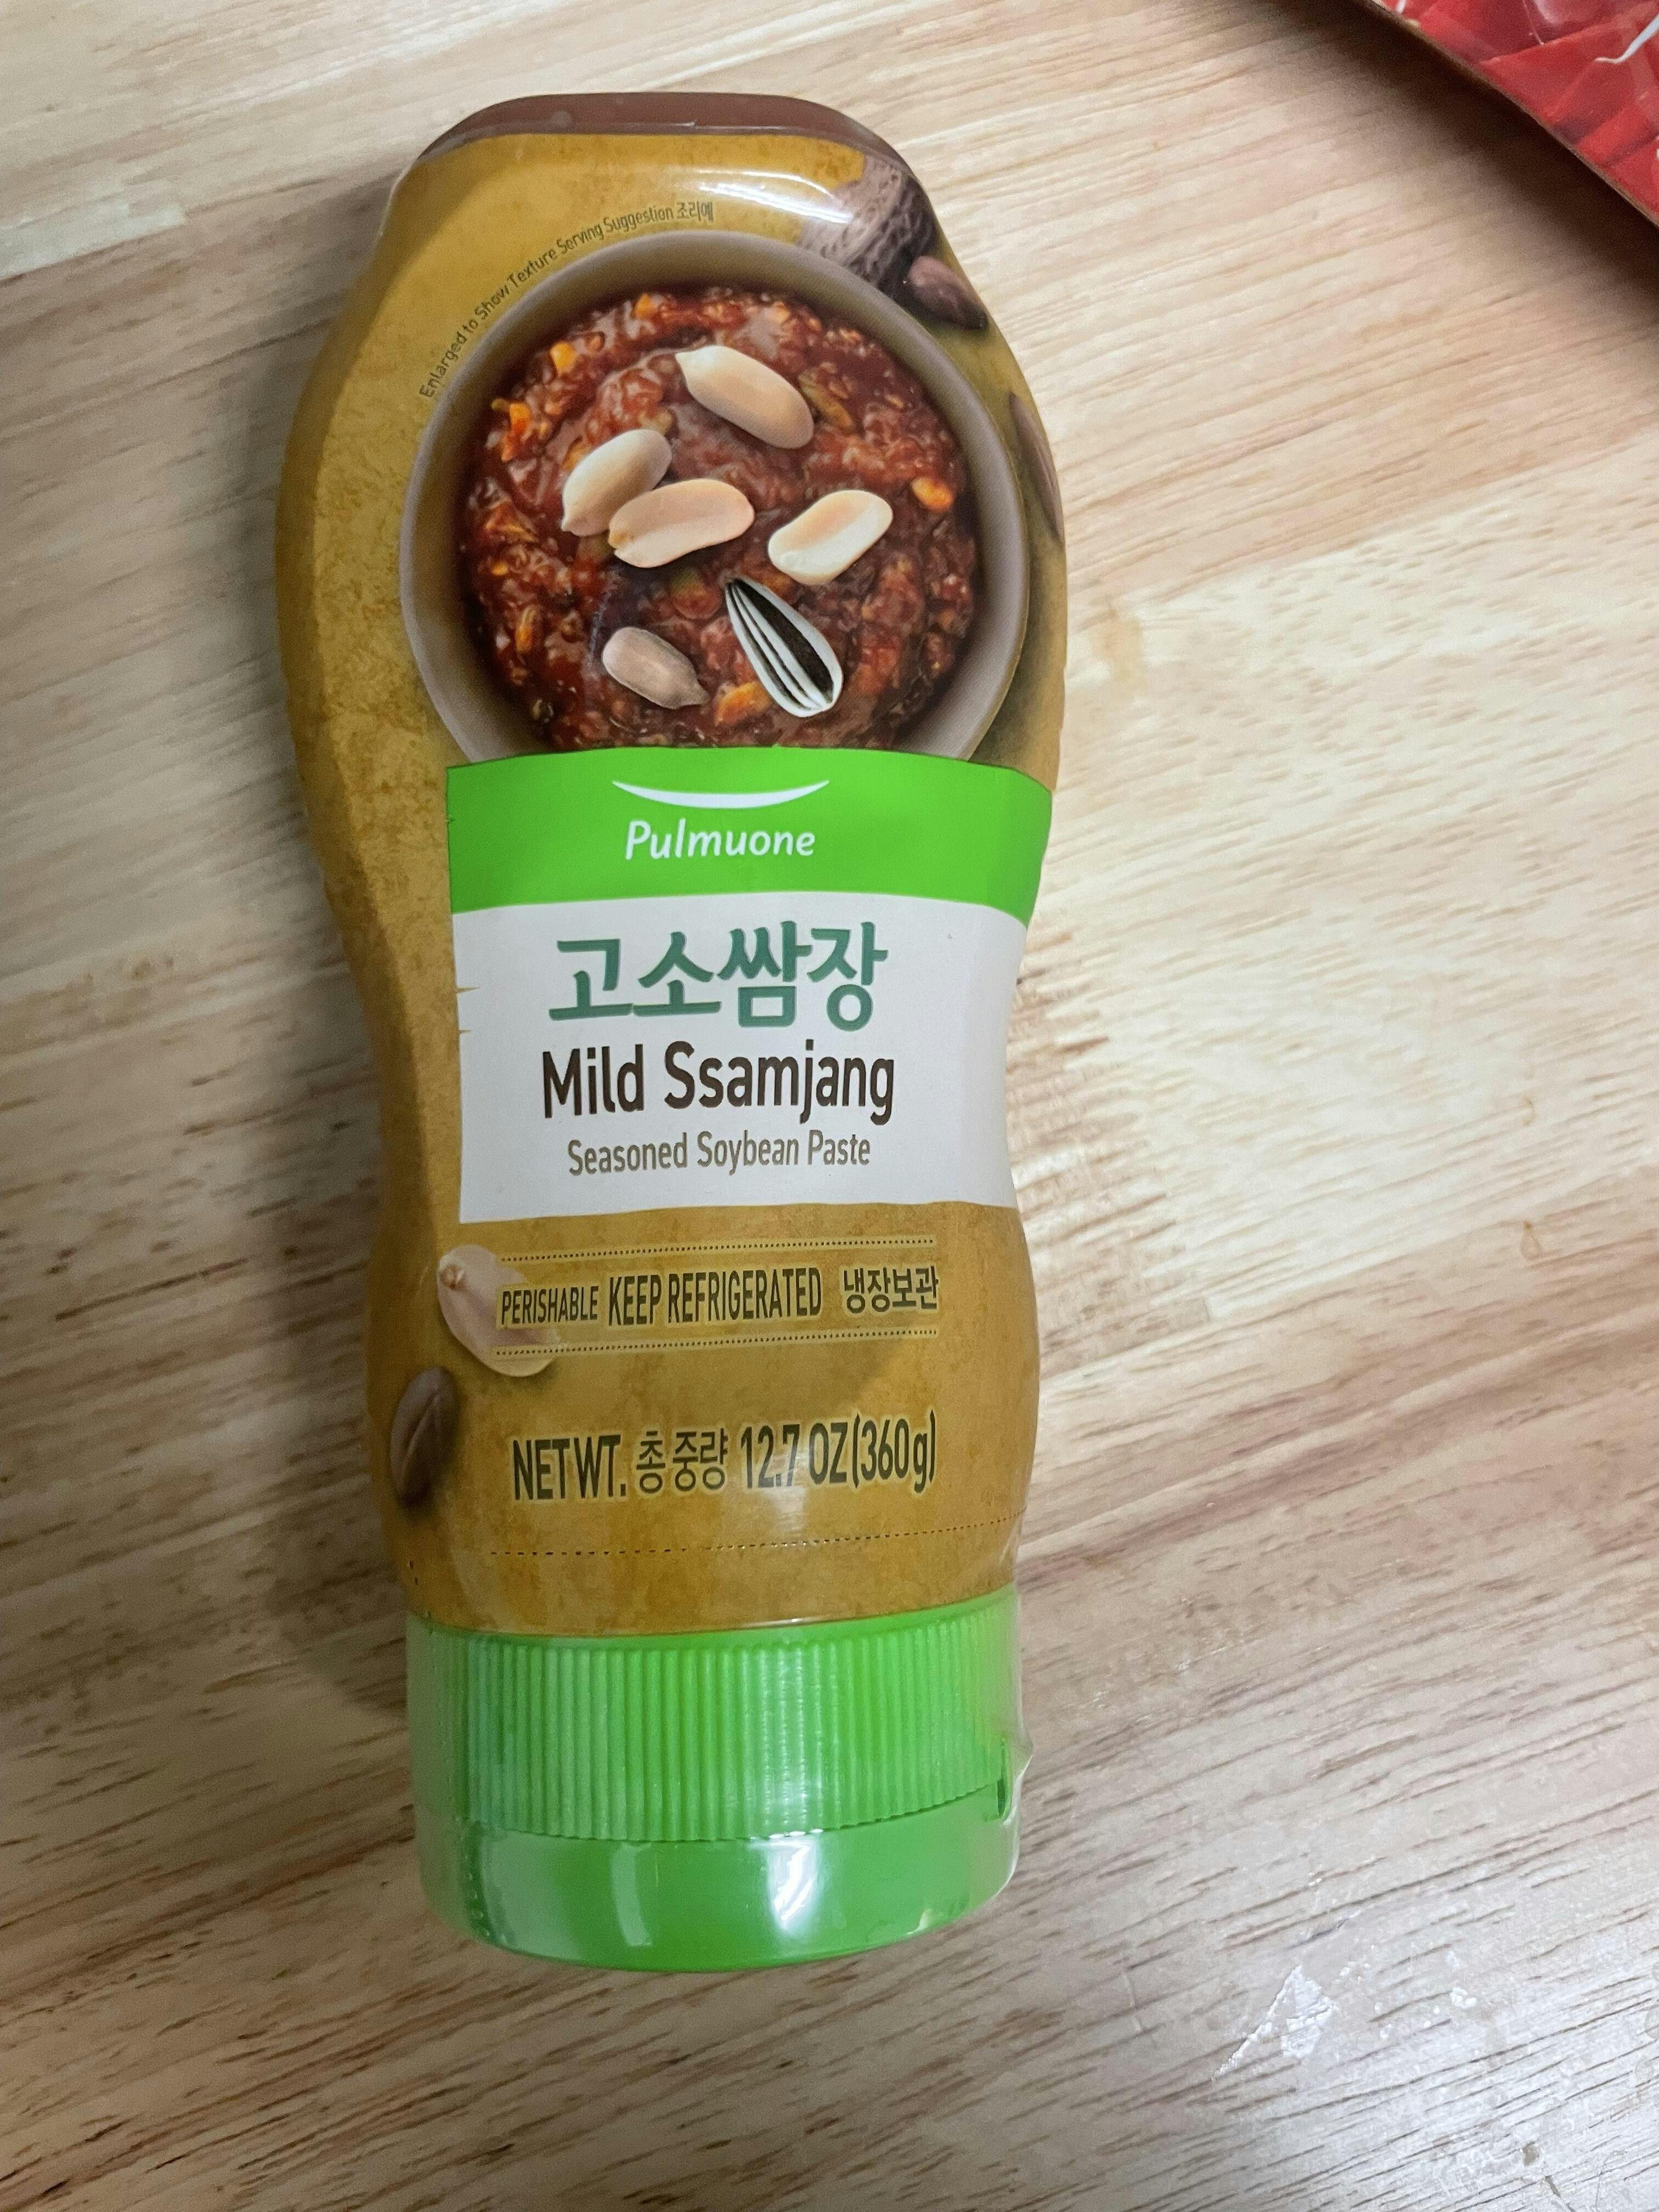 Enlarged to Show Texture Serving Suggestion 조리예
Pulmuone
고소쌈장
Mild Ssamjang
Seasoned Soybean Paste
PERISHABLE KEEP REFRIGERATED 냉장보관
NET WT. 총 중량 12.7 OZ(360g)